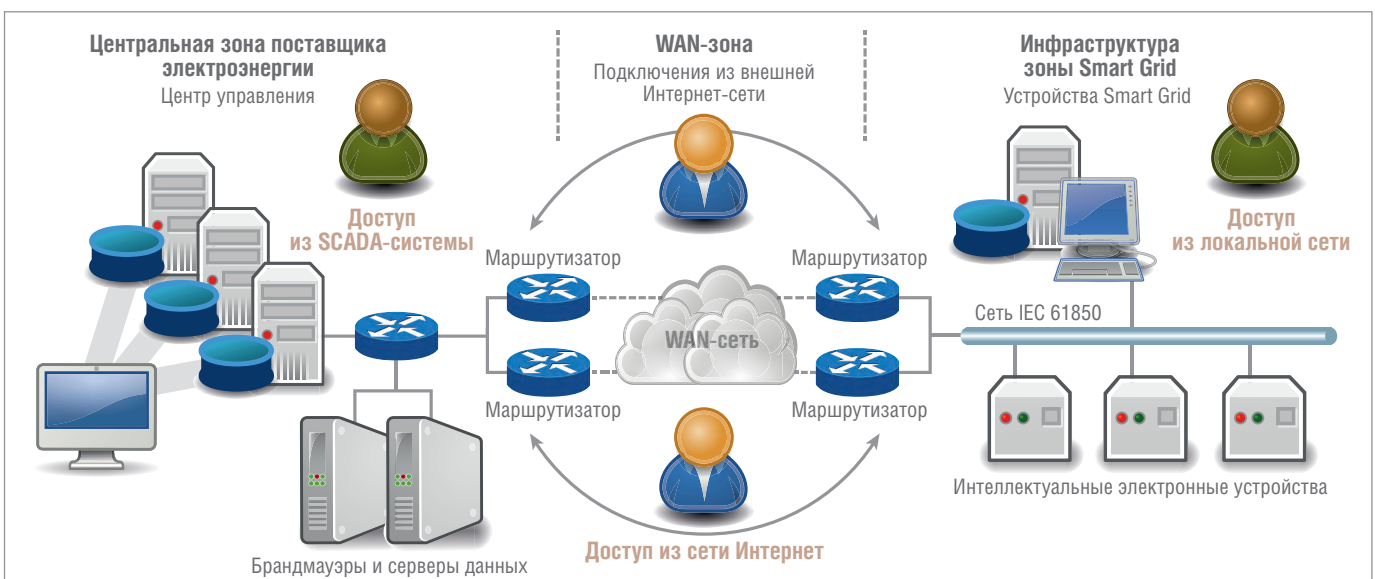 Центральная зона поставщика
электроэнергии
Центр управления
WAN-зона
Подключения из внешней
Интернет-сети
Инфраструктура
зоны Smart Grid
Устройства Smart Grid
Доступ
из SCADA-системы
Доступ
из локальной сети
Маршрутизатор
Маршрутизатор
Сеть IEC 61850
WAN-сеть
Маршрутизатор
Маршрутизатор
Интеллектуальные электронные устройства
Доступ из сети Интернет
Брандмауэры и серверы данных